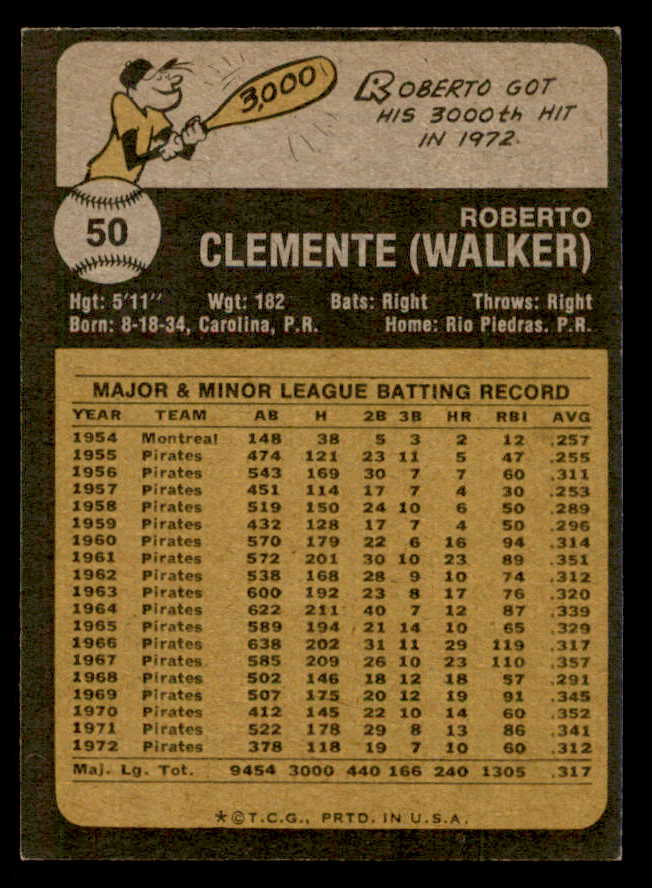 3,000
ROBERTO GOT
HIS 3000th HIT
IN 1972.
50
ROBERTO
CLEMENTE (WALKER)
Hgt: 5'11" Wgt: 182 Bats: Right Throws: Right
Born: 8-18-34, Carolina, P.R. Home: Rio Piedras, P.R.
MAJOR & MINOR LEAGUE BATTING RECORD
YEAR TEAM AB H 2B 3B HR RBI AVG
1954 Montreal 148 38 5 3 2 12 .257
1955 Pirates 474 121 23 11 5 47 .255
1956 Pirates 543 169 30 7 7 60 .311
1957 Pirates 451 114 17 7 4 30 .253
1958 Pirates 519 150 24 10 6 50 .289
1959 Pirates 432 128 17 7 4 50 .296
1960 Pirates 570 179 22 6 16 94 .314
1961 Pirates 572 201 30 10 23 89 .351
1962 Pirates 538 168 28 9 10 74 .312
1963 Pirates 600 192 23 8 17 76 .320
1964 Pirates 622 211 40 7 12 87 .339
1965 Pirates 589 194 21 14 10 65 .329
1966 Pirates 638 202 31 11 29 119 .317
1967 Pirates 585 209 26 10 23 110 .357
1968 Pirates 502 146 18 12 18 57 .291
1969 Pirates 507 175 20 12 19 91 .345
1970 Pirates 412 145 22 10 14 60 .352
1971 Pirates 522 178 29 8 13 86 .341
1972 Pirates 378 118 19 7 10 60 .312
Maj. Lg. Tot. 9454 3000 440 166 240 1305 .317
*©T.C.G., PRTD. IN U.S.A.